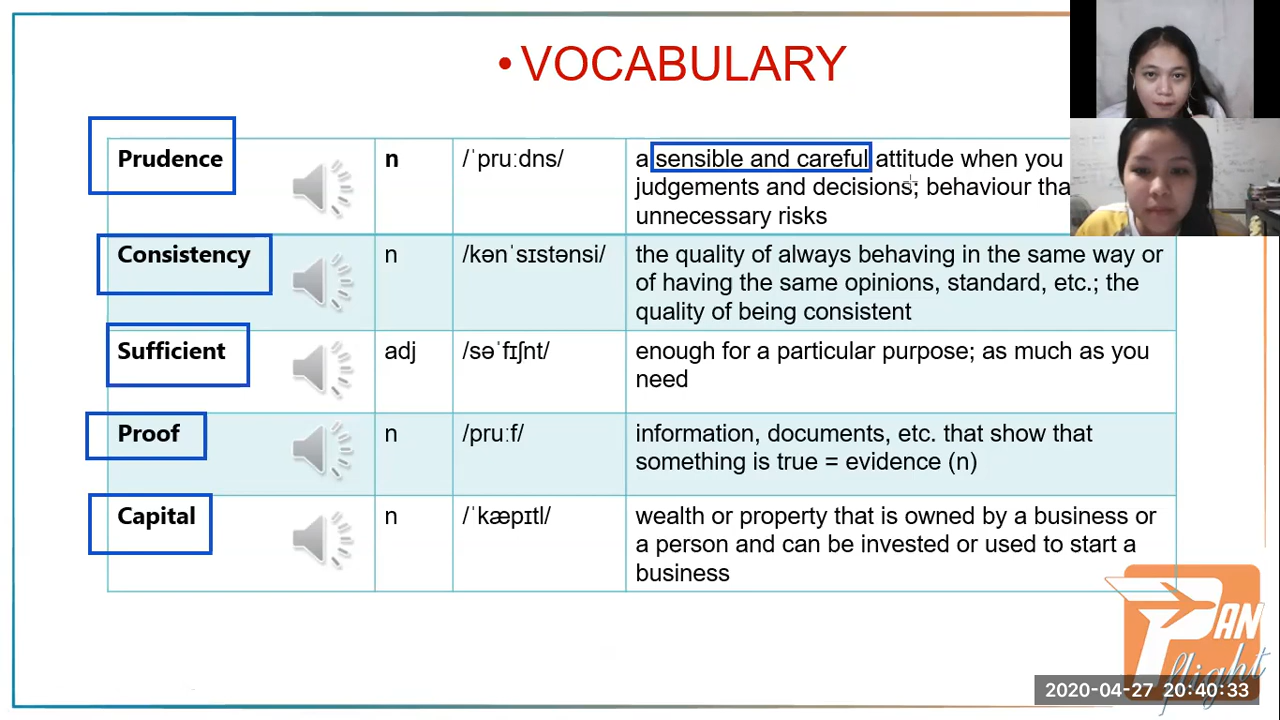 • VOCABULARY
Prudence n /ˈpruːdns/ a sensible and careful attitude when you
judgements and decisions; behaviour tha
unnecessary risks
Consistency n /kənˈsɪstənsi/ the quality of always behaving in the same way or
of having the same opinions, standard, etc.; the
quality of being consistent
Sufficient adj /səˈfɪʃnt/ enough for a particular purpose; as much as you
need
Proof n /pruːf/ information, documents, etc. that show that
something is true = evidence (n)
Capital n /ˈkæpɪtl/ wealth or property that is owned by a business or
a person and can be invested or used to start a
business
PAN
flight
2020-04-27 20:40:33